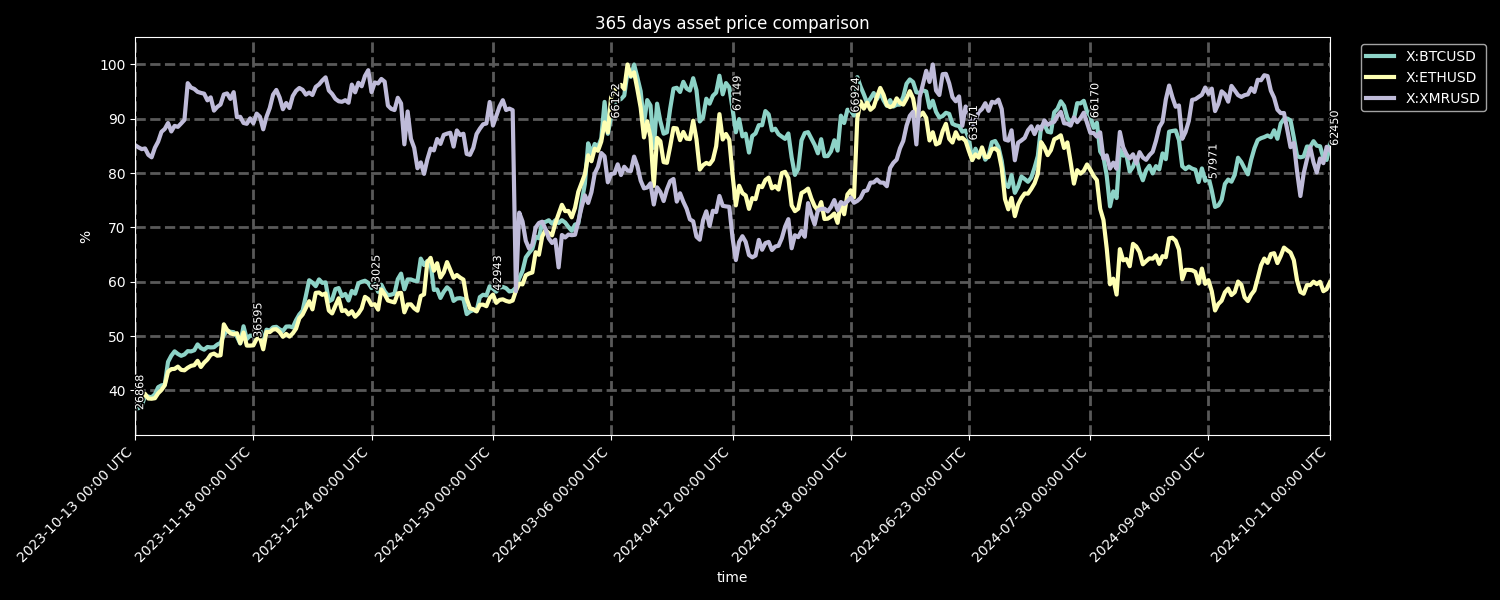 365 days asset price comparison
X:BTCUSD
X:ETHUSD
X:XMRUSD
%
100
90
80
70
60
50
40
26868
36595
43025
42943
66122
67149
66924
63171
66170
57971
62450
2023-10-13 00:00 UTC
2023-11-18 00:00 UTC
2023-12-24 00:00 UTC
2024-01-30 00:00 UTC
2024-03-06 00:00 UTC
2024-04-12 00:00 UTC
2024-05-18 00:00 UTC
2024-06-23 00:00 UTC
2024-07-30 00:00 UTC
2024-09-04 00:00 UTC
2024-10-11 00:00 UTC
time